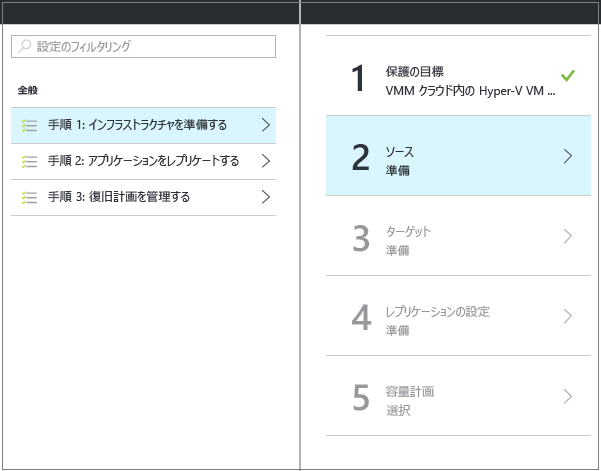 設定のフィルタリング
全般
手順 1: インフラストラクチャを準備する
手順 2: アプリケーションをレプリケートする
手順 3: 復旧計画を管理する
1
保護の目標
VMM クラウド内の Hyper-V VM ...
2
ソース
準備
3
ターゲット
準備
4
レプリケーションの設定
準備
5
容量計画
選択